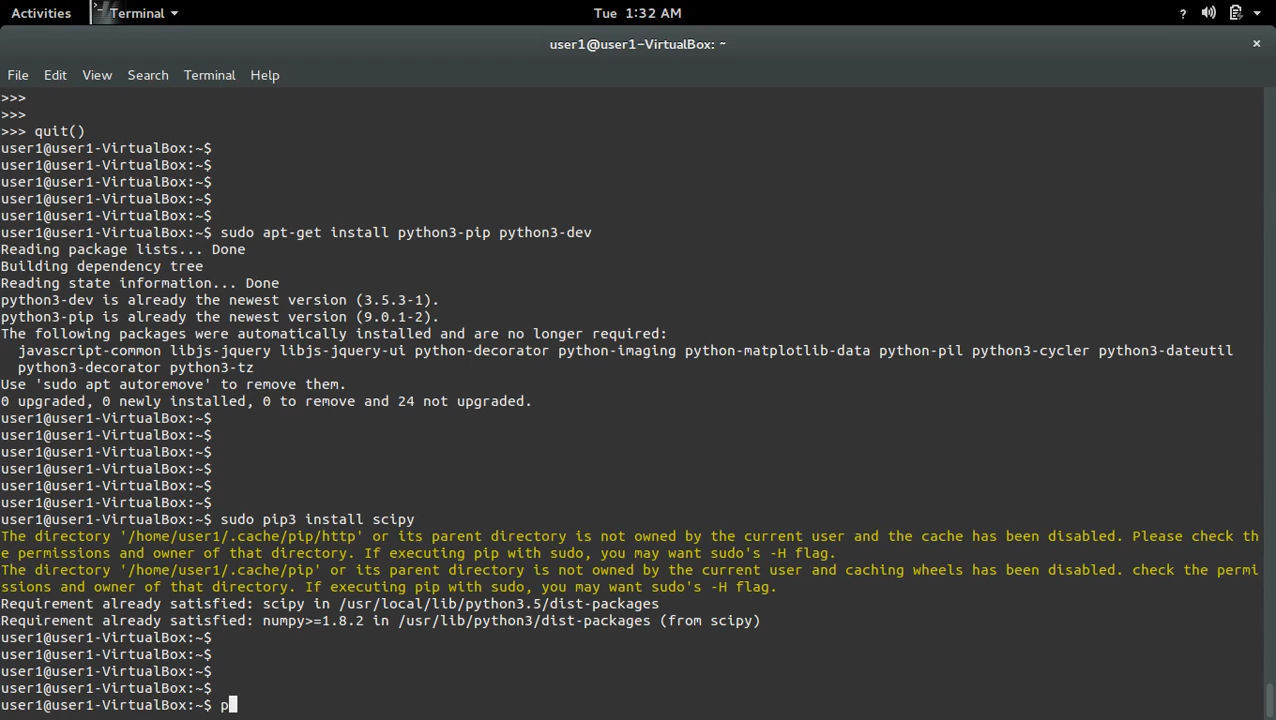 Activities Terminal Tue 1:32 AM ?
user1@user1-VirtualBox: ~ ×
File Edit View Search Terminal Help
>>>
>>>
>>> quit()
user1@user1-VirtualBox:~$
user1@user1-VirtualBox:~$
user1@user1-VirtualBox:~$
user1@user1-VirtualBox:~$
user1@user1-VirtualBox:~$
user1@user1-VirtualBox:~$ sudo apt-get install python3-pip python3-dev
Reading package lists... Done
Building dependency tree
Reading state information... Done
python3-dev is already the newest version (3.5.3-1).
python3-pip is already the newest version (9.0.1-2).
The following packages were automatically installed and are no longer required:
  javascript-common libjs-jquery libjs-jquery-ui python-decorator python-imaging python-matplotlib-data python-pil python3-cycler python3-dateutil
  python3-decorator python3-tz
Use 'sudo apt autoremove' to remove them.
0 upgraded, 0 newly installed, 0 to remove and 24 not upgraded.
user1@user1-VirtualBox:~$
user1@user1-VirtualBox:~$
user1@user1-VirtualBox:~$
user1@user1-VirtualBox:~$
user1@user1-VirtualBox:~$
user1@user1-VirtualBox:~$
user1@user1-VirtualBox:~$ sudo pip3 install scipy
The directory '/home/user1/.cache/pip/http' or its parent directory is not owned by the current user and the cache has been disabled. Please check th
e permissions and owner of that directory. If executing pip with sudo, you may want sudo's -H flag.
The directory '/home/user1/.cache/pip' or its parent directory is not owned by the current user and caching wheels has been disabled. check the permi
ssions and owner of that directory. If executing pip with sudo, you may want sudo's -H flag.
Requirement already satisfied: scipy in /usr/local/lib/python3.5/dist-packages
Requirement already satisfied: numpy>=1.8.2 in /usr/lib/python3/dist-packages (from scipy)
user1@user1-VirtualBox:~$
user1@user1-VirtualBox:~$
user1@user1-VirtualBox:~$
user1@user1-VirtualBox:~$
user1@user1-VirtualBox:~$ p